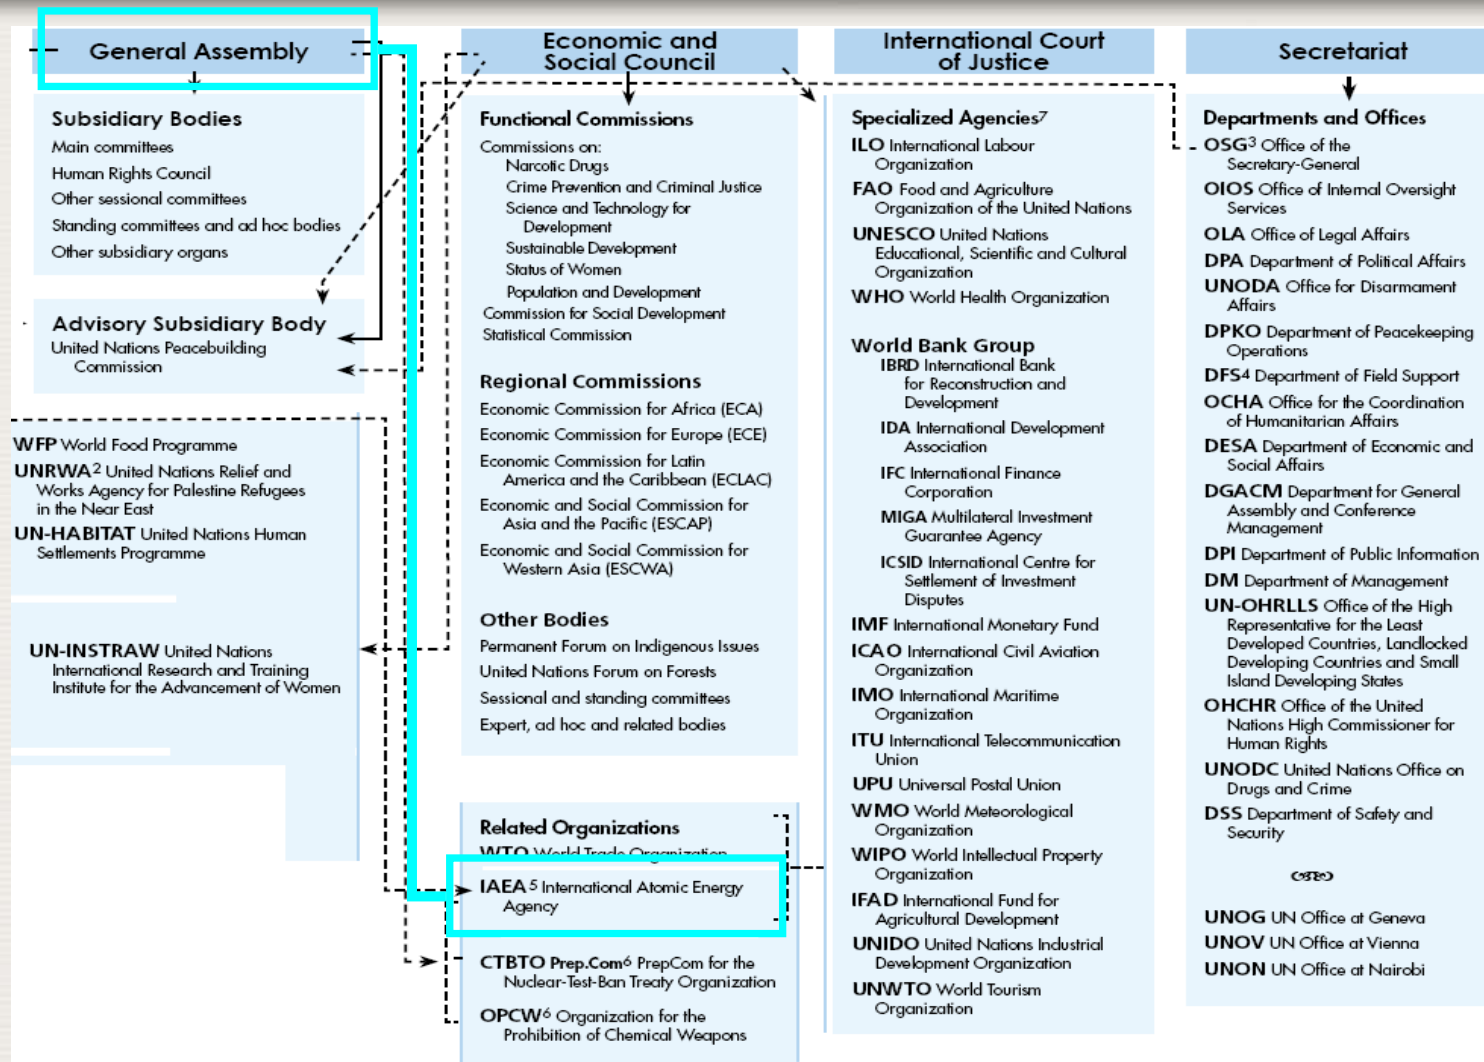 General Assembly
Subsidiary Bodies
Main committees
Human Rights Council
Other sessional committees
Standing committees and ad hoc bodies
Other subsidiary organs
Advisory Subsidiary Body
United Nations Peacebuilding
Commission
WFP World Food Programme
UNRWA2 United Nations Relief and
Works Agency for Palestine Refugees
in the Near East
UN-HABITAT United Nations Human
Settlements Programme
UN-INSTRAW United Nations
International Research and Training
Institute for the Advancement of Women
Economic and
Social Council
Functional Commissions
Commissions on:
Narcotic Drugs
Crime Prevention and Criminal Justice
Science and Technology for
Development
Sustainable Development
Status of Women
Population and Development
Commission for Social Development
Statistical Commission
Regional Commissions
Economic Commission for Africa (ECA)
Economic Commission for Europe (ECE)
Economic Commission for Latin
America and the Caribbean (ECLAC)
Economic and Social Commission for
Asia and the Pacific (ESCAP)
Economic and Social Commission for
Western Asia (ESCWA)
Other Bodies
Permanent Forum on Indigenous Issues
United Nations Forum on Forests
Sessional and standing committees
Expert, ad hoc and related bodies
Related Organizations
WTO World Trade Organization
IAEA5 International Atomic Energy
Agency
CTBTO Prep.Com6 PrepCom for the
Nuclear-Test-Ban Treaty Organization
OPCW6 Organization for the
Prohibition of Chemical Weapons
International Court
of Justice
Specialized Agencies7
ILO International Labour
Organization
FAO Food and Agriculture
Organization of the United Nations
UNESCO United Nations
Educational, Scientific and Cultural
Organization
WHO World Health Organization
World Bank Group
IBRD International Bank
for Reconstruction and
Development
IDA International Development
Association
IFC International Finance
Corporation
MIGA Multilateral Investment
Guarantee Agency
ICSID International Centre for
Settlement of Investment
Disputes
IMF International Monetary Fund
ICAO International Civil Aviation
Organization
IMO International Maritime
Organization
ITU International Telecommunication
Union
UPU Universal Postal Union
WMO World Meteorological
Organization
WIPO World Intellectual Property
Organization
IFAD International Fund for
Agricultural Development
UNIDO United Nations Industrial
Development Organization
UNWTO World Tourism
Organization
Secretariat
Departments and Offices
OSG3 Office of the
Secretary-General
OIOS Office of Internal Oversight
Services
OLA Office of Legal Affairs
DPA Department of Political Affairs
UNODA Office for Disarmament
Affairs
DPKO Department of Peacekeeping
Operations
DFS4 Department of Field Support
OCHA Office for the Coordination
of Humanitarian Affairs
DESA Department of Economic and
Social Affairs
DGACM Department for General
Assembly and Conference
Management
DPI Department of Public Information
DM Department of Management
UN-OHRLLS Office of the High
Representative for the Least
Developed Countries, Landlocked
Developing Countries and Small
Island Developing States
OHCHR Office of the United
Nations High Commissioner for
Human Rights
UNODC United Nations Office on
Drugs and Crime
DSS Department of Safety and
Security
UNOG UN Office at Geneva
UNOV UN Office at Vienna
UNON UN Office at Nairobi